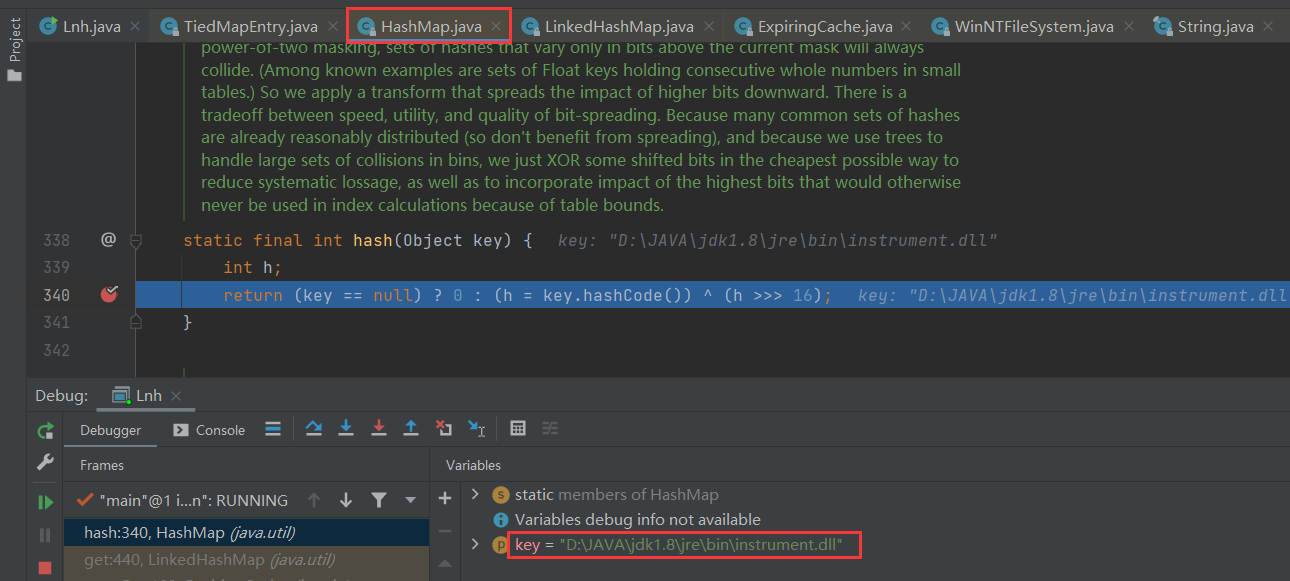 Project
Lnh.java
TiedMapEntry.java
HashMap.java
LinkedHashMap.java
ExpiringCache.java
WinNTFileSystem.java
String.java
power-of-two masking, sets of hashes that vary only in bits above the current mask will always
collide. (Among known examples are sets of Float keys holding consecutive whole numbers in small
tables.) So we apply a transform that spreads the impact of higher bits downward. There is a
tradeoff between speed, utility, and quality of bit-spreading. Because many common sets of hashes
are already reasonably distributed (so don't benefit from spreading), and because we use trees to
handle large sets of collisions in bins, we just XOR some shifted bits in the cheapest possible way to
reduce systematic lossage, as well as to incorporate impact of the highest bits that would otherwise
never be used in index calculations because of table bounds.
338 @ static final int hash(Object key) { key: "D:\JAVA\jdk1.8\jre\bin\instrument.dll"
339 int h;
340 return (key == null) ? 0 : (h = key.hashCode()) ^ (h >>> 16); key: "D:\JAVA\jdk1.8\jre\bin\instrument.dll
341 }
342
Debug: Lnh
Debugger Console
Frames Variables
"main"@1 i...n": RUNNING
hash:340, HashMap (java.util)
get:440, LinkedHashMap (java.util)
static members of HashMap
Variables debug info not available
key = "D:\JAVA\jdk1.8\jre\bin\instrument.dll"